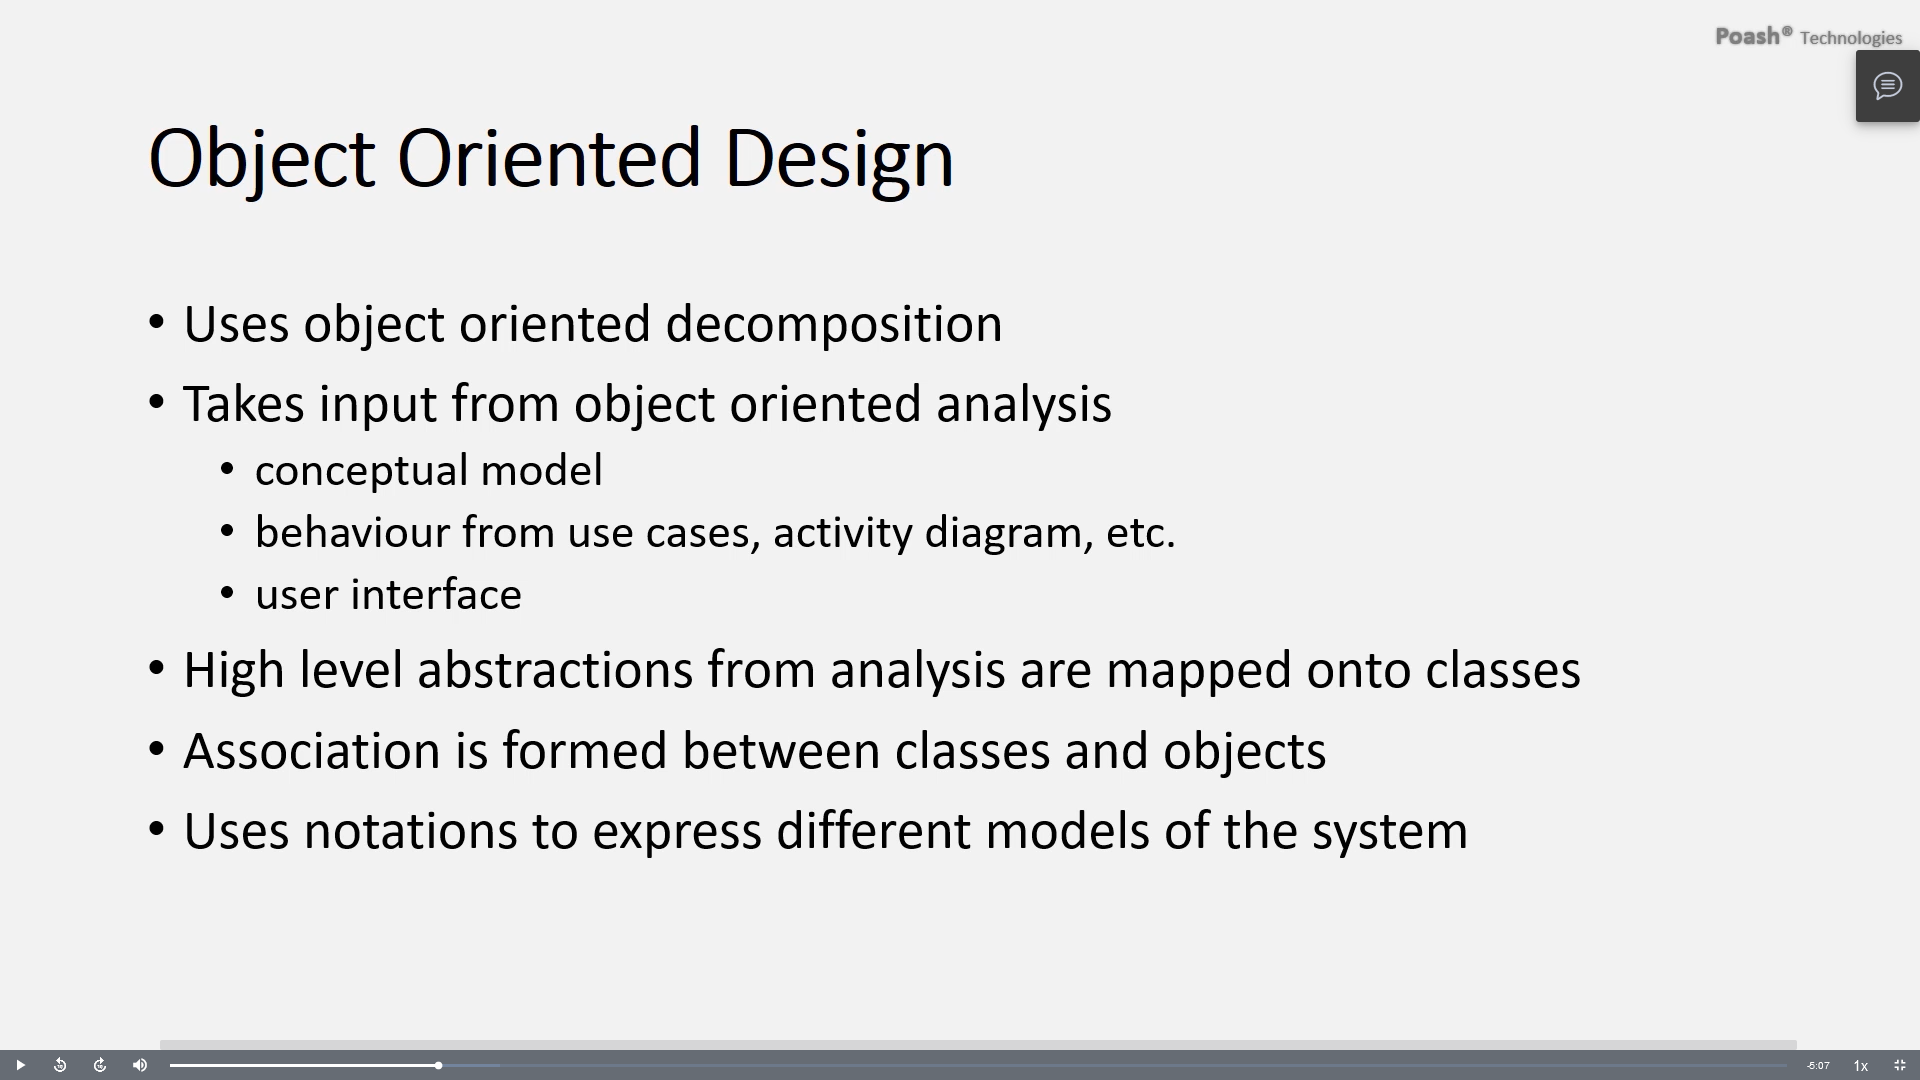 Poash® Technologies
Object Oriented Design
• Uses object oriented decomposition
• Takes input from object oriented analysis
• conceptual model
• behaviour from use cases, activity diagram, etc.
• user interface
• High level abstractions from analysis are mapped onto classes
• Association is formed between classes and objects
• Uses notations to express different models of the system
-5:07 1x